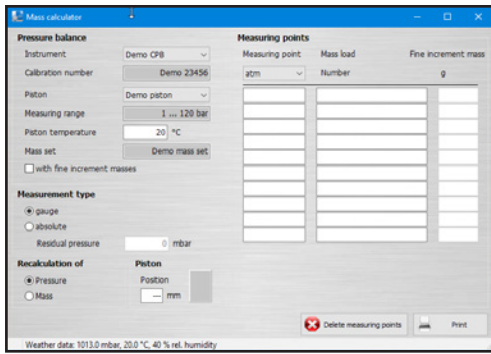 Mass calculator
Pressure balance
Instrument Demo CPB
Calibration number Demo 23456
Piston Demo piston
Measuring range 1 ... 120 bar
Piston temperature 20 °C
Mass set Demo mass set
with fine increment masses
Measurement type
gauge
absolute
Residual pressure 0 mbar
Recalculation of Piston
Pressure Position
Mass --- mm
Measuring points
Measuring point Mass load Fine increment mass
atm Number g
Delete measuring points Print
Weather data: 1013.0 mbar, 20.0 °C, 40 % rel. humidity